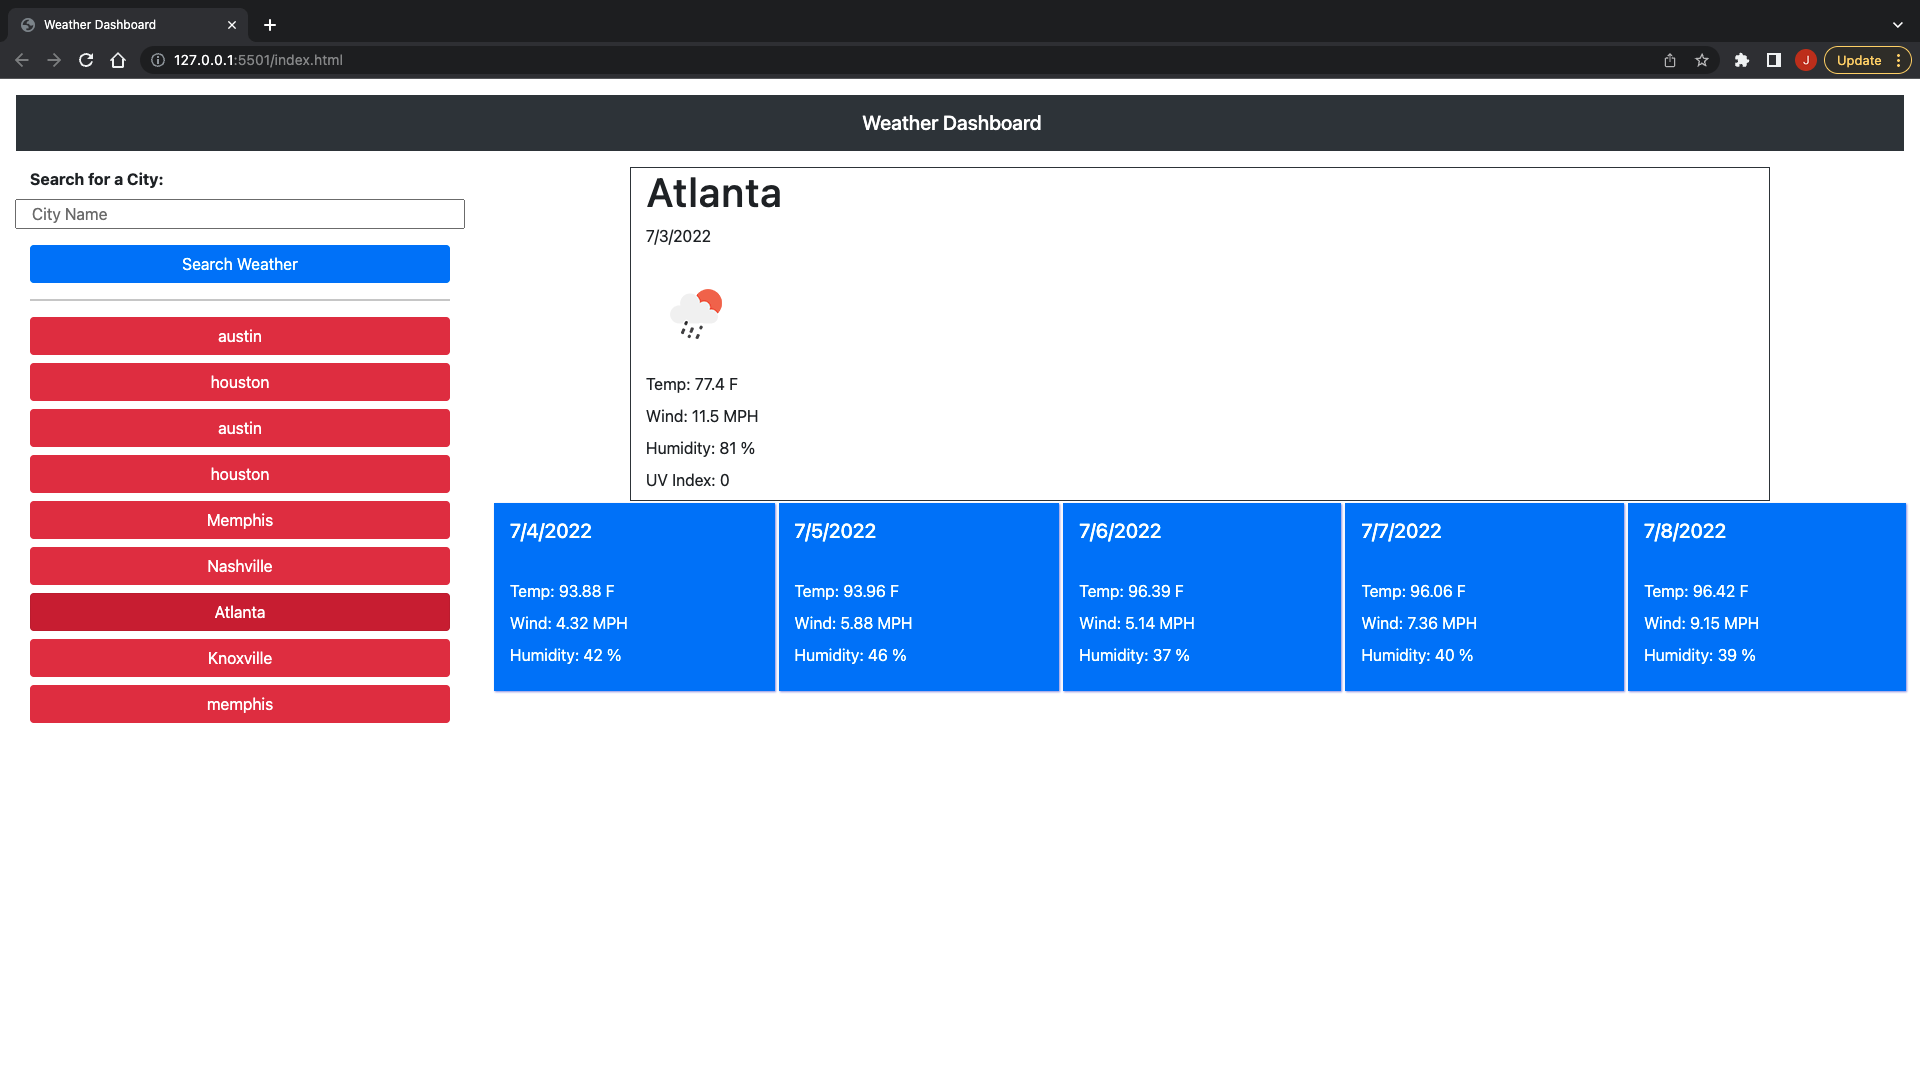 Weather Dashboard
127.0.0.1:5501/index.html
J
Update
Weather Dashboard
Search for a City:
City Name
Search Weather
austin
houston
austin
houston
Memphis
Nashville
Atlanta
Knoxville
memphis
Atlanta
7/3/2022
Temp: 77.4 F
Wind: 11.5 MPH
Humidity: 81 %
UV Index: 0
7/4/2022
Temp: 93.88 F
Wind: 4.32 MPH
Humidity: 42 %
7/5/2022
Temp: 93.96 F
Wind: 5.88 MPH
Humidity: 46 %
7/6/2022
Temp: 96.39 F
Wind: 5.14 MPH
Humidity: 37 %
7/7/2022
Temp: 96.06 F
Wind: 7.36 MPH
Humidity: 40 %
7/8/2022
Temp: 96.42 F
Wind: 9.15 MPH
Humidity: 39 %